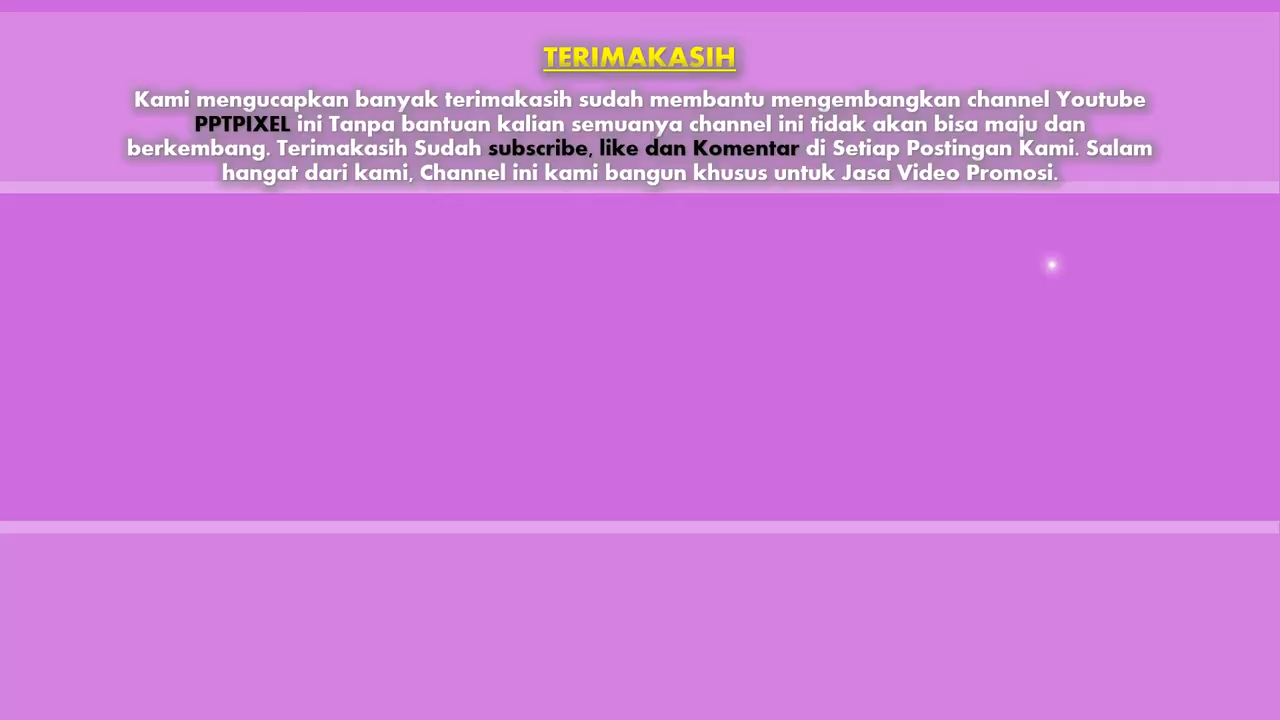 TERIMAKASIH
Kami mengucapkan banyak terimakasih sudah membantu mengembangkan channel Youtube
PPTPIXEL ini Tanpa bantuan kalian semuanya channel ini tidak akan bisa maju dan
berkembang. Terimakasih Sudah subscribe, like dan Komentar di Setiap Postingan Kami. Salam
hangat dari kami, Channel ini kami bangun khusus untuk Jasa Video Promosi.